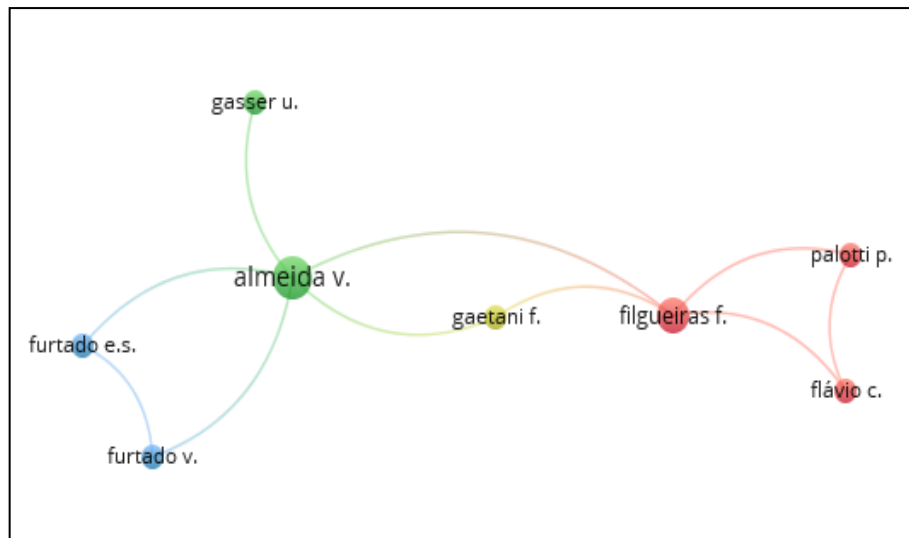 gasser u.
almeida v.
palotti p.
gaetani f.
filgueiras f.
furtado e.s.
flávio c.
furtado v.